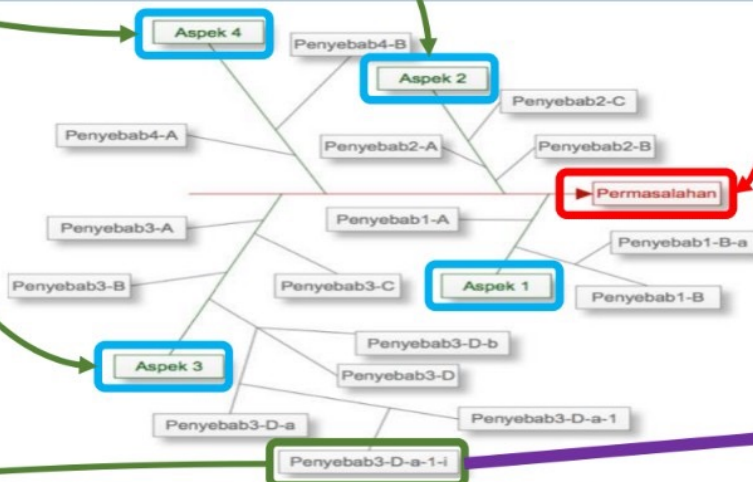 Aspek 4
Penyebab4-B
Aspek 2
Penyebab2-C
Penyebab4-A
Penyebab2-A
Penyebab2-B
Permasalahan
Penyebab3-A
Penyebab1-A
Penyebab1-B-a
Penyebab3-B
Penyebab3-C
Aspek 1
Penyebab1-B
Penyebab3-D-b
Aspek 3
Penyebab3-D
Penyebab3-D-a
Penyebab3-D-a-1
Penyebab3-D-a-1-i